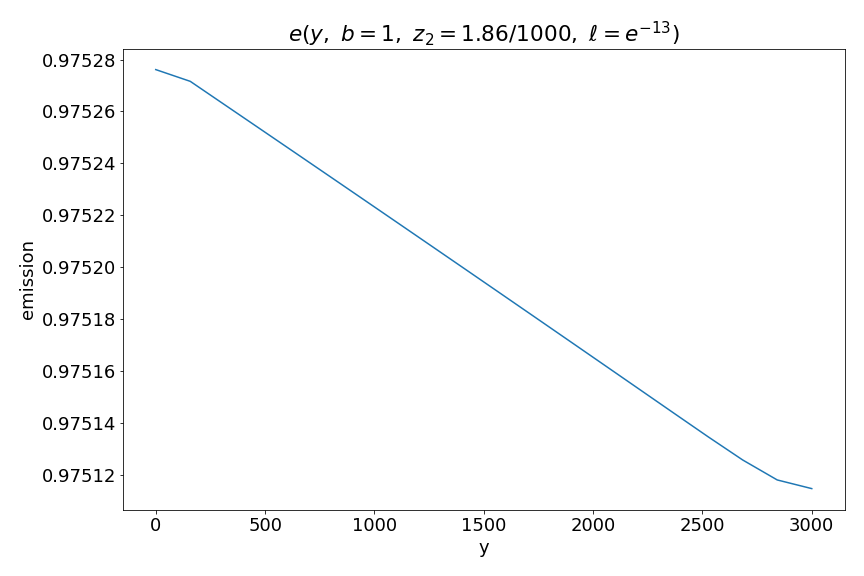 e(y, b = 1, z₂ = 1.86/1000, ℓ = e⁻¹³)
0.97528
0.97526
0.97524
0.97522
0.97520
0.97518
0.97516
0.97514
0.97512
emission
0 500 1000 1500 2000 2500 3000
y